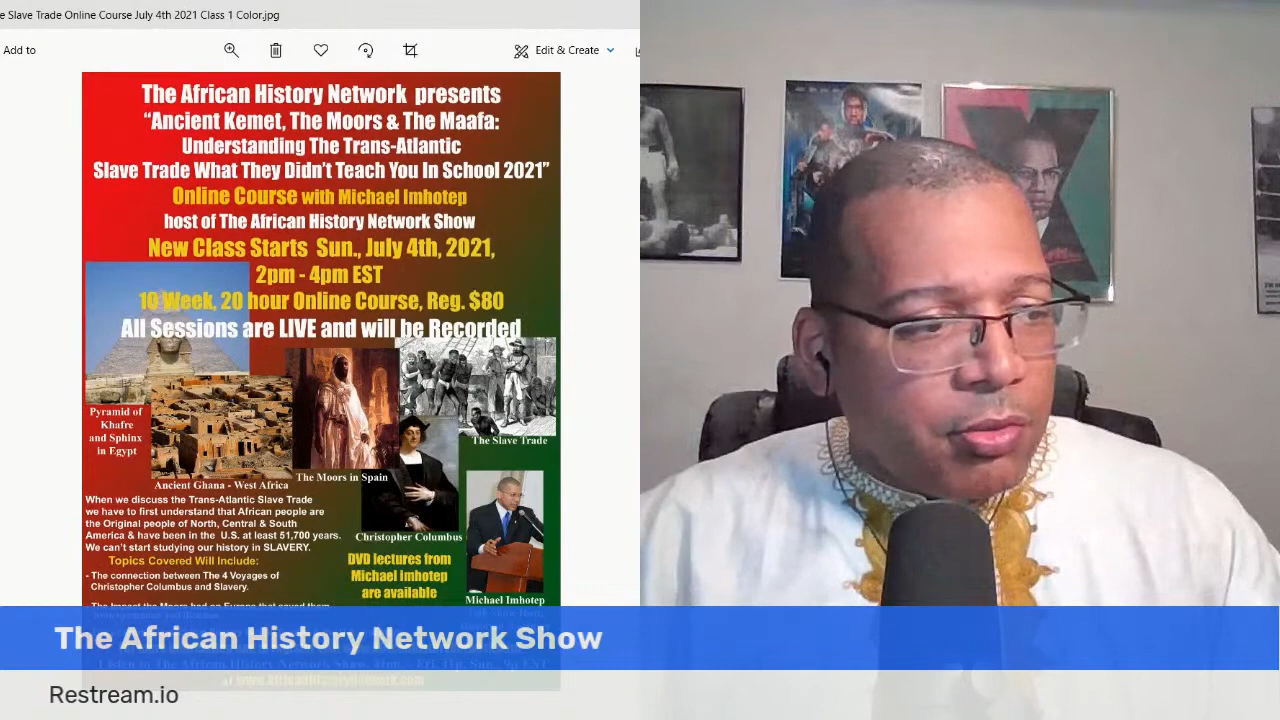 e Slave Trade Online Course July 4th 2021 Class 1 Color.jpg
Add to
Edit & Create
The African History Network presents
“Ancient Kemet, The Moors & The Maafa:
Understanding The Trans-Atlantic
Slave Trade What They Didn’t Teach You In School 2021”
Online Course with Michael Imhotep
host of The African History Network Show
New Class Starts Sun., July 4th, 2021,
2pm - 4pm EST
10 Week, 20 hour Online Course, Reg. $80
All Sessions are LIVE and will be Recorded
Pyramid of
Khafre
and Sphinx
in Egypt
Ancient Ghana - West Africa
The Moors in Spain
The Slave Trade
Christopher Columbus
When we discuss the Trans-Atlantic Slave Trade
we have to first understand that African people are
the Original people of North, Central & South
America & have been in the U.S. at least 51,700 years.
We can’t start studying our history in SLAVERY.
Topics Covered Will Include:
- The connection between The 4 Voyages of
Christopher Columbus and Slavery.
DVD lectures from
Michael Imhotep
are available
Michael Imhotep
X
The African History Network Show
Restream.io